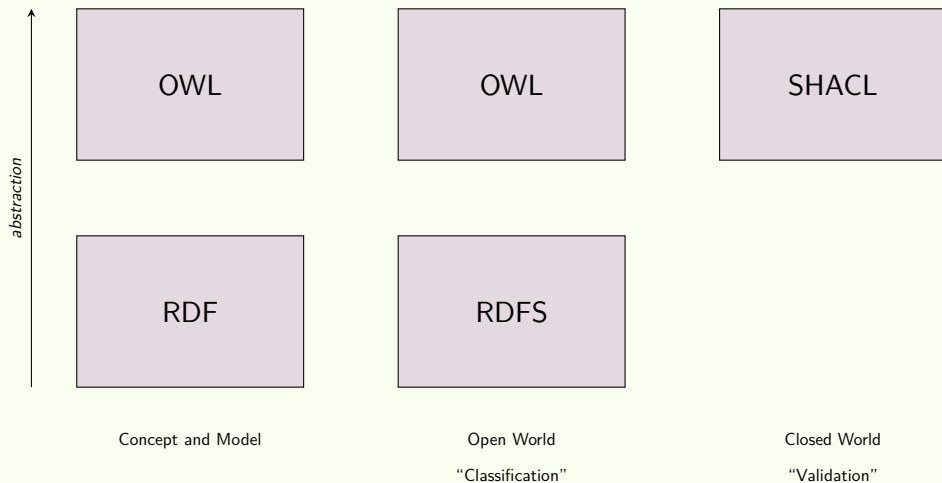 abstraction
OWL
OWL
SHACL
RDF
RDFS
Concept and Model
Open World
“Classification”
Closed World
“Validation”